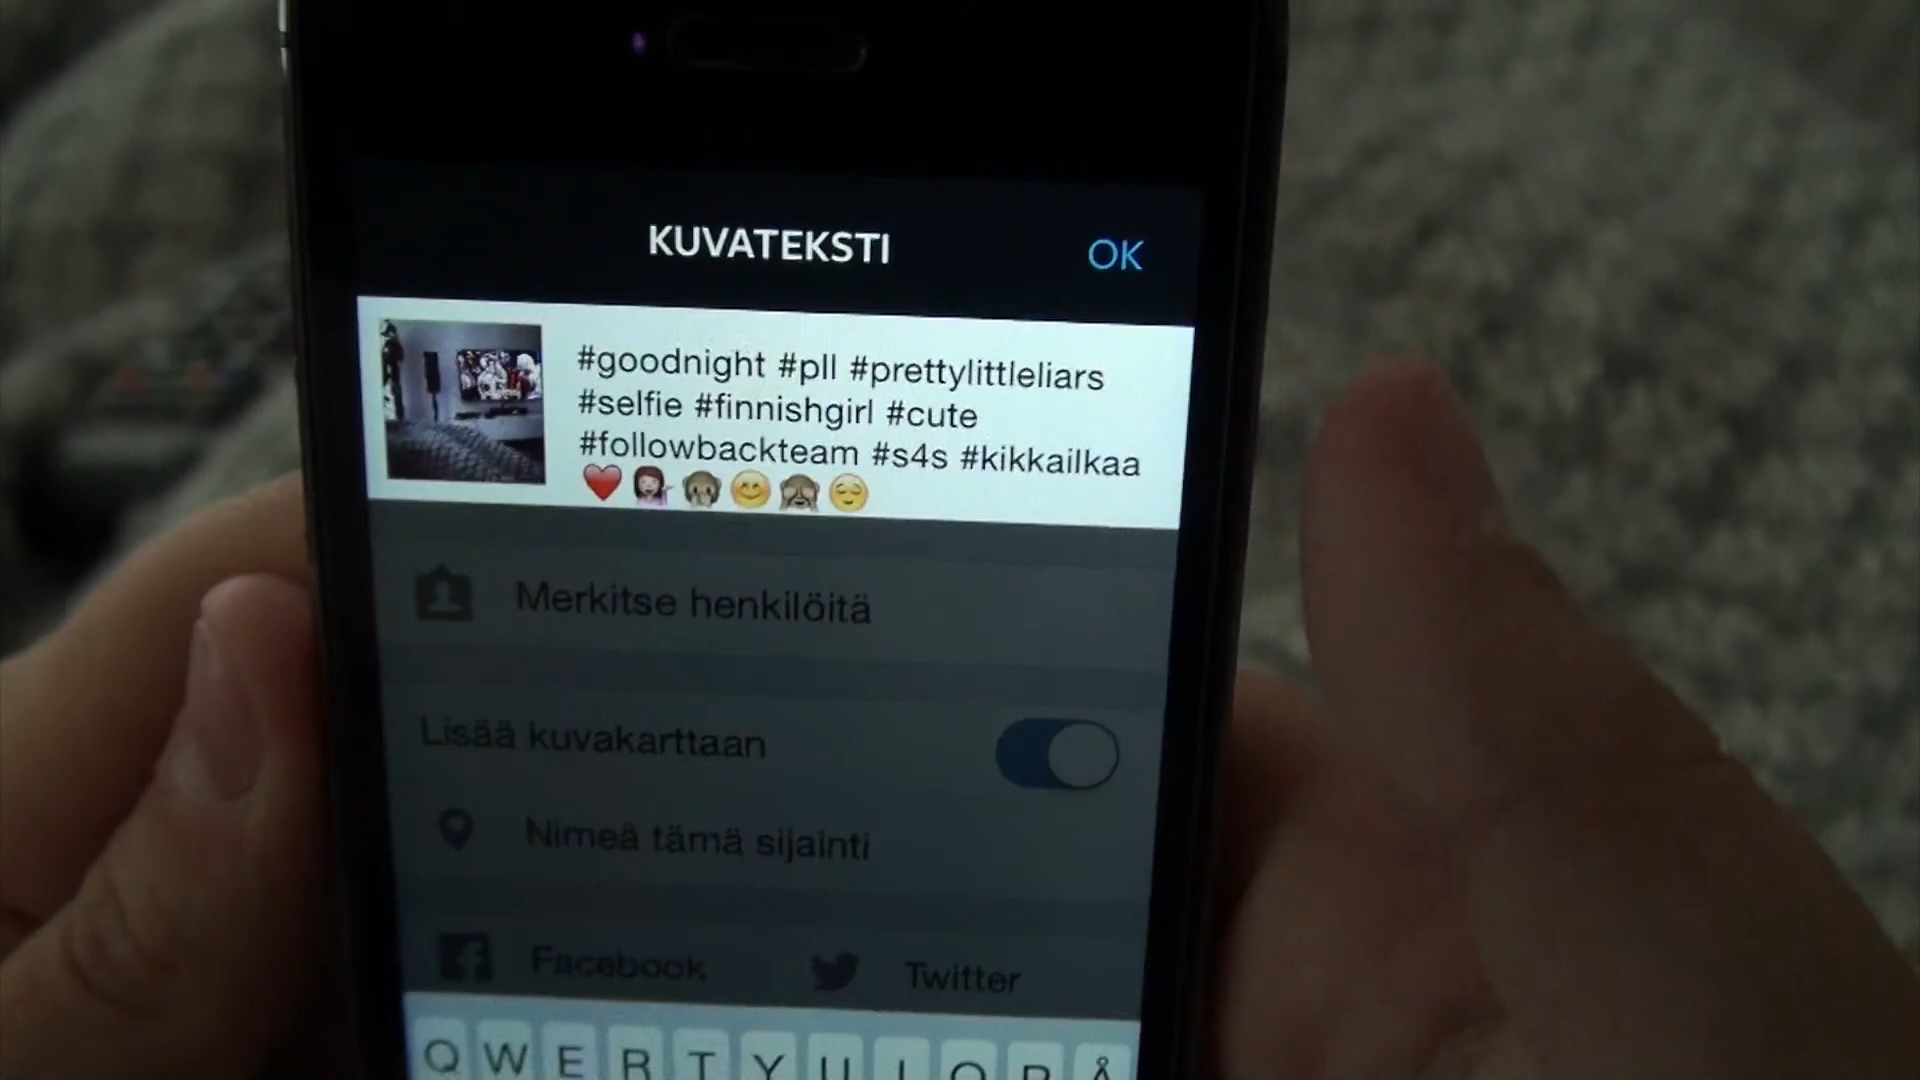 KUVATEKSTI
OK
#goodnight #pll #prettylittleliars
#selfie #finnishgirl #cute
#followbackteam #s4s #kikkailkaa
❤️💁🙊😊🙈😌
Merkitse henkilöitä
Lisää kuvakarttaan
Nimeä tämä sijainti
Facebook Twitter
Q W E R T Y U I O P Å